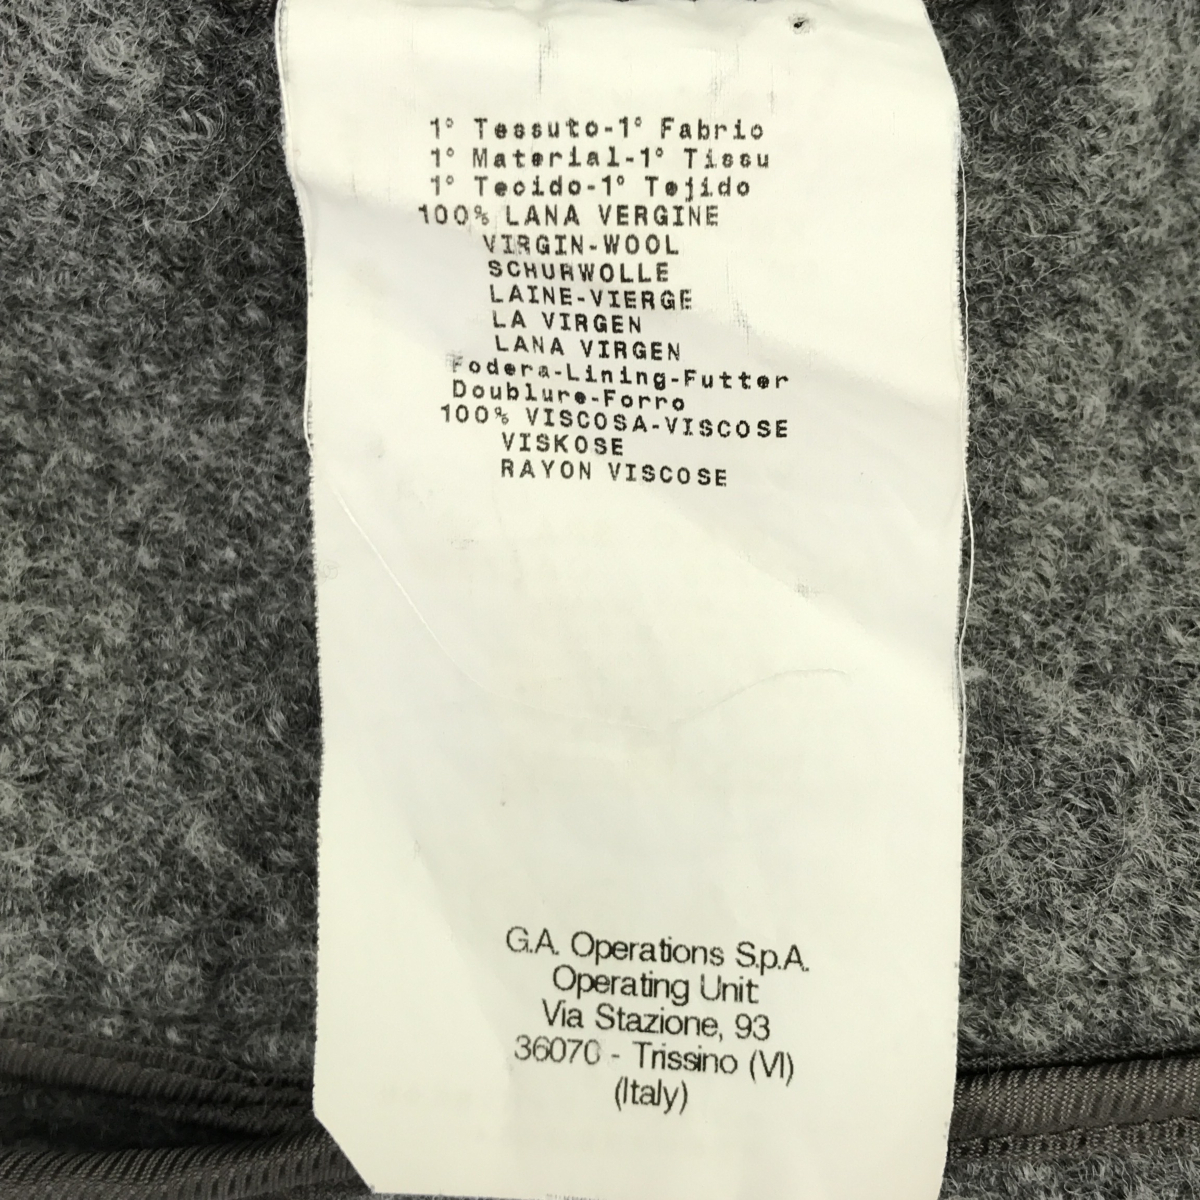 1° Tessuto-1° Fabric
1° Material-1° Tissu
1° Tecido-1° Tejido
100% LANA VERGINE
VIRGIN-WOOL
SCHURWOLLE
LAINE-VIERGE
LA VIRGEN
LANA VIRGEN
Fodera-Lining-Futter
Doublure-Forro
100% VISCOSA-VISCOSE
VISKOSE
RAYON VISCOSE
G.A. Operations S.p.A.
Operating Unit
Via Stazione, 93
36070 - Trissino (VI)
(Italy)